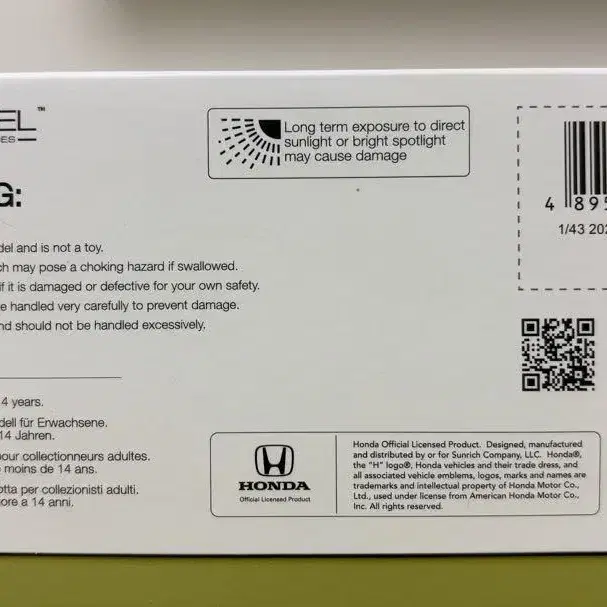 EL™
ES
Long term exposure to direct
sunlight or bright spotlight
may cause damage
G:
del and is not a toy.
ch may pose a choking hazard if swallowed.
if it is damaged or defective for your own safety.
e handled very carefully to prevent damage.
nd should not be handled excessively,
4 895
1/43 202
4 years.
dell für Erwachsene.
14 Jahren.
our collectionneurs adultes.
moins de 14 ans.
otta per collezionisti adulti.
ore a 14 anni.
HONDA
Official Licensed Product
Honda Official Licensed Product. Designed, manufactured
and distributed by or for Sunrich Company, LLC. Honda®,
the "H" logo®, Honda vehicles and their trade dress, and
all associated vehicle emblems, logos, marks and names are
trademarks and intellectual property of Honda Motor Co.,
Ltd., used under license from American Honda Motor Co.,
Inc. All rights reserved.